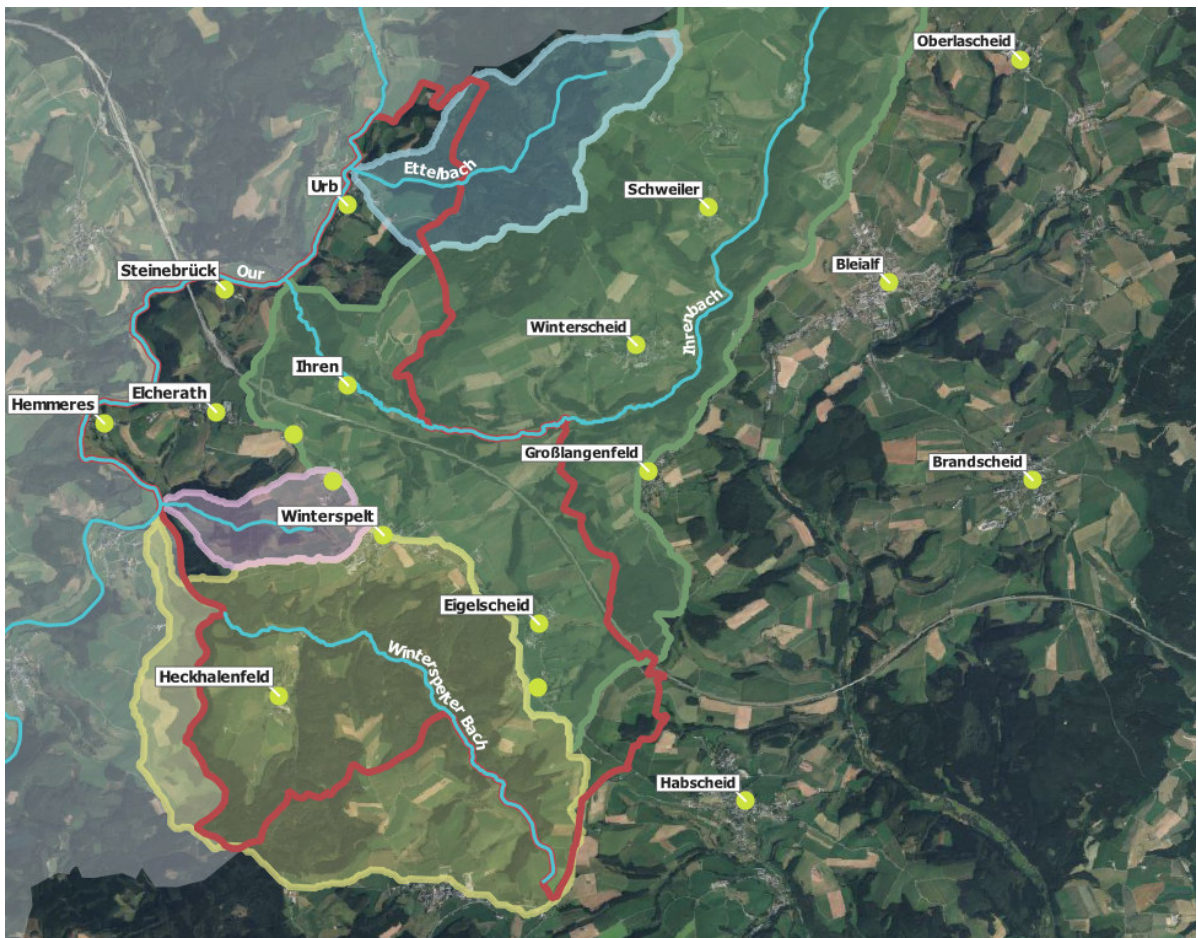 Oberlascheid
Ettelbach
Urb
Schweiler
Our
Steinebrück
Bleialf
Ihrenbach
Winterscheid
Ihren
Elcherath
Hemmeres
Großlangenfeld
Brandscheid
Winterspelt
Eigelscheid
Winterspelter Bach
Heckhalenfeld
Habscheid